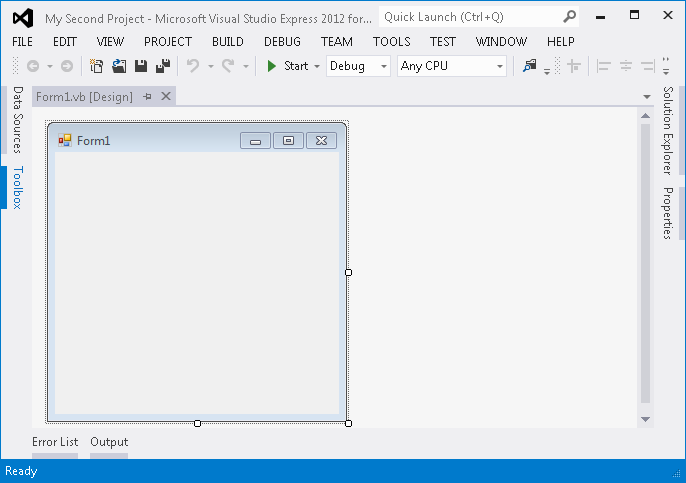 My Second Project - Microsoft Visual Studio Express 2012 for... Quick Launch (Ctrl+Q)
FILE EDIT VIEW PROJECT BUILD DEBUG TEAM TOOLS TEST WINDOW HELP
Start Debug Any CPU
Data Sources
Toolbox
Form1.vb [Design]
Form1
Solution Explorer
Properties
Error List Output
Ready